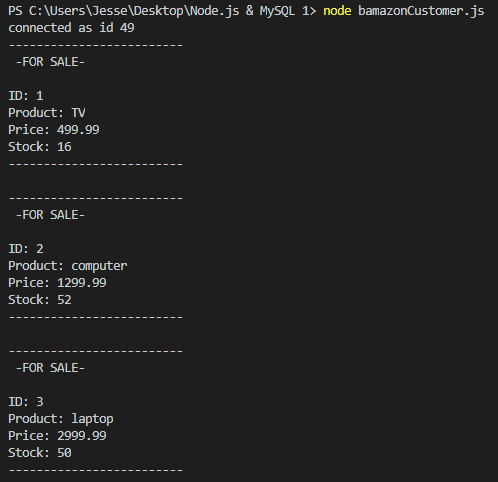 PS C:\Users\Jesse\Desktop\Node.js & MySQL 1> node bamazonCustomer.js
connected as id 49
-------------------------
 -FOR SALE-
ID: 1
Product: TV
Price: 499.99
Stock: 16
-------------------------
-------------------------
 -FOR SALE-
ID: 2
Product: computer
Price: 1299.99
Stock: 52
-------------------------
-------------------------
 -FOR SALE-
ID: 3
Product: laptop
Price: 2999.99
Stock: 50
-------------------------